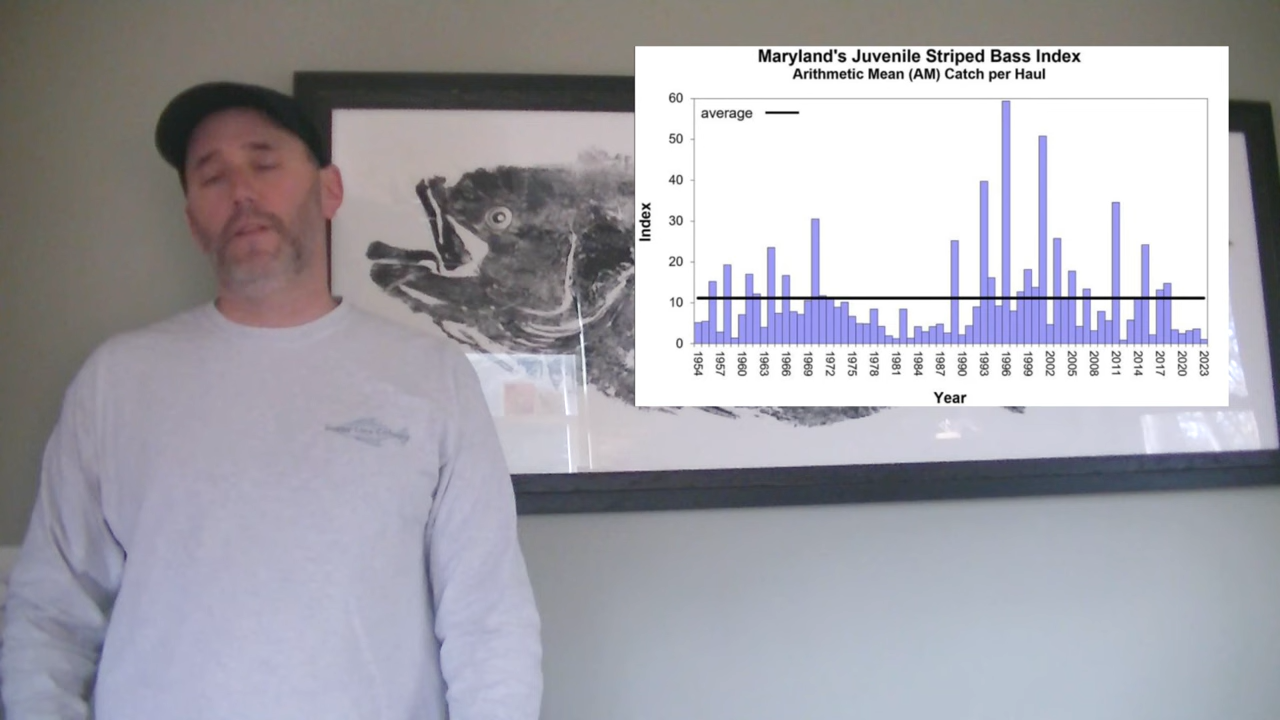 Maryland's Juvenile Striped Bass Index
Arithmetic Mean (AM) Catch per Haul
average
60
50
40
30
20
10
0
Index
1954 1957 1960 1963 1966 1969 1972 1975 1978 1981 1984 1987 1990 1993 1996 1999 2002 2005 2008 2011 2014 2017 2020 2023
Year